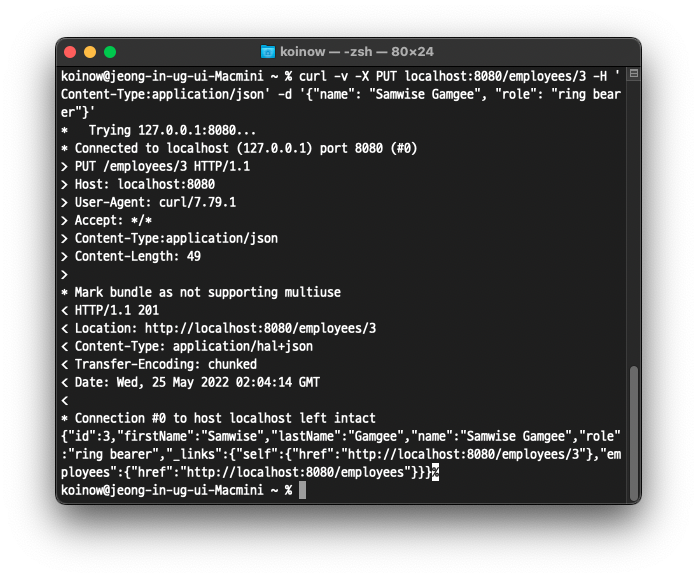 koinow — -zsh — 80×24
koinow@jeong-in-ug-ui-Macmini ~ % curl -v -X PUT localhost:8080/employees/3 -H '
Content-Type:application/json' -d '{"name": "Samwise Gamgee", "role": "ring bear
er"}'
*   Trying 127.0.0.1:8080...
* Connected to localhost (127.0.0.1) port 8080 (#0)
> PUT /employees/3 HTTP/1.1
> Host: localhost:8080
> User-Agent: curl/7.79.1
> Accept: */*
> Content-Type:application/json
> Content-Length: 49
>
* Mark bundle as not supporting multiuse
< HTTP/1.1 201
< Location: http://localhost:8080/employees/3
< Content-Type: application/hal+json
< Transfer-Encoding: chunked
< Date: Wed, 25 May 2022 02:04:14 GMT
<
* Connection #0 to host localhost left intact
{"id":3,"firstName":"Samwise","lastName":"Gamgee","name":"Samwise Gamgee","role"
:"ring bearer","_links":{"self":{"href":"http://localhost:8080/employees/3"},"em
ployees":{"href":"http://localhost:8080/employees"}}}%
koinow@jeong-in-ug-ui-Macmini ~ %